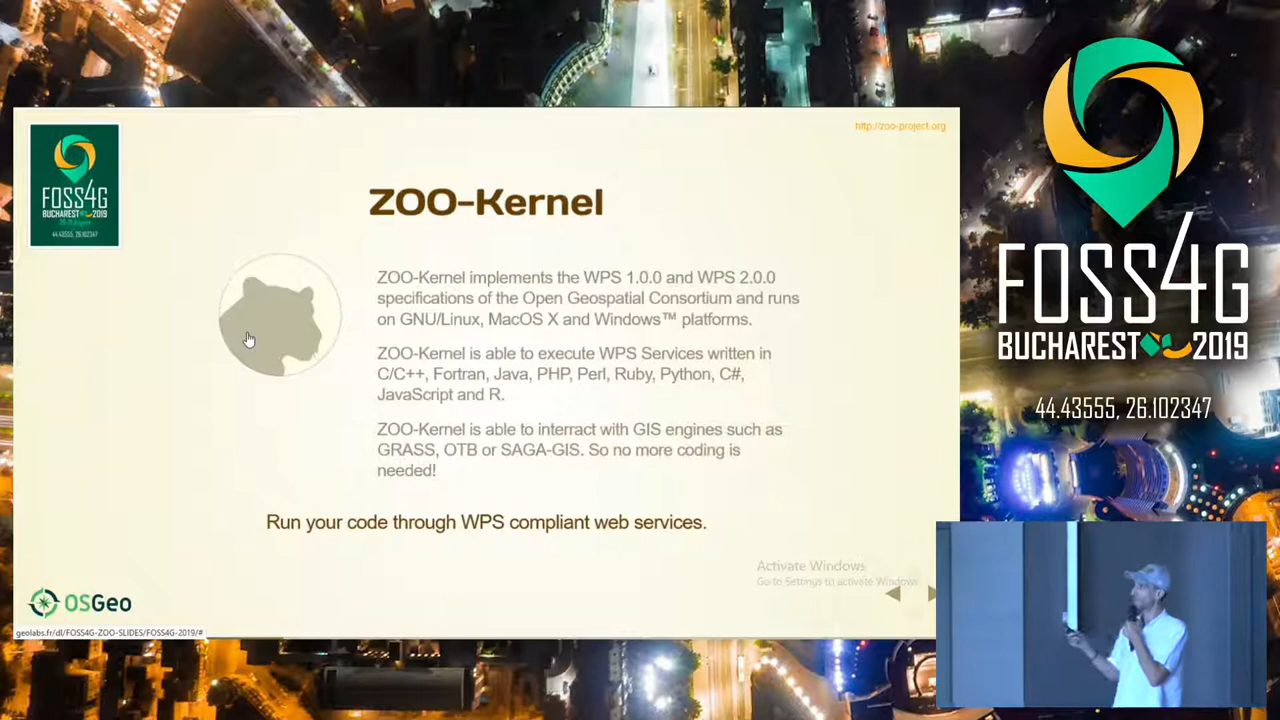 http://zoo-project.org
FOSS4G
BUCHAREST 2019
44.43555, 26.102347
ZOO-Kernel
ZOO-Kernel implements the WPS 1.0.0 and WPS 2.0.0
specifications of the Open Geospatial Consortium and runs
on GNU/Linux, MacOS X and Windows™ platforms.
ZOO-Kernel is able to execute WPS Services written in
C/C++, Fortran, Java, PHP, Perl, Ruby, Python, C#,
JavaScript and R.
ZOO-Kernel is able to interract with GIS engines such as
GRASS, OTB or SAGA-GIS. So no more coding is
needed!
Run your code through WPS compliant web services.
Activate Windows
Go to Settings to activate Windows
OSGeo
geolabs.fr/dl/FOSS4G-ZOO-SLIDES/FOSS4G-2019/#
FOSS4G
BUCHAREST 2019
44.43555, 26.102347